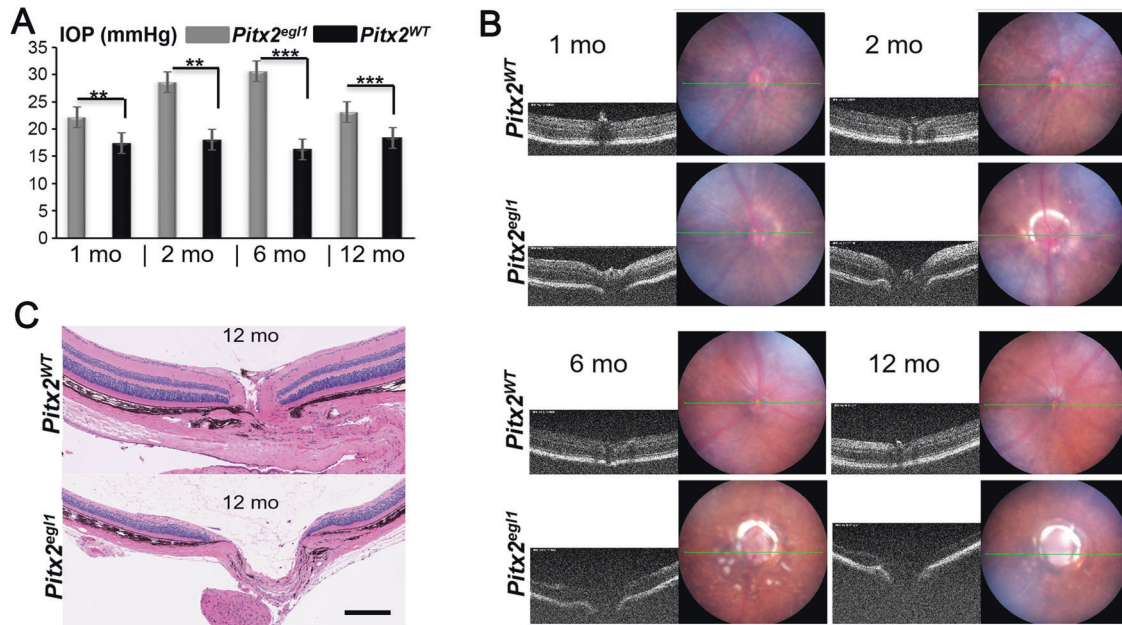 A
IOP (mmHg) Pitx2egl1 Pitx2WT
35
30
25
20
15
10
5
0
** ** *** ***
1 mo | 2 mo | 6 mo | 12 mo
B
1 mo 2 mo
Pitx2WT
Pitx2egl1
6 mo 12 mo
Pitx2WT
Pitx2egl1
C
12 mo
Pitx2WT
12 mo
Pitx2egl1